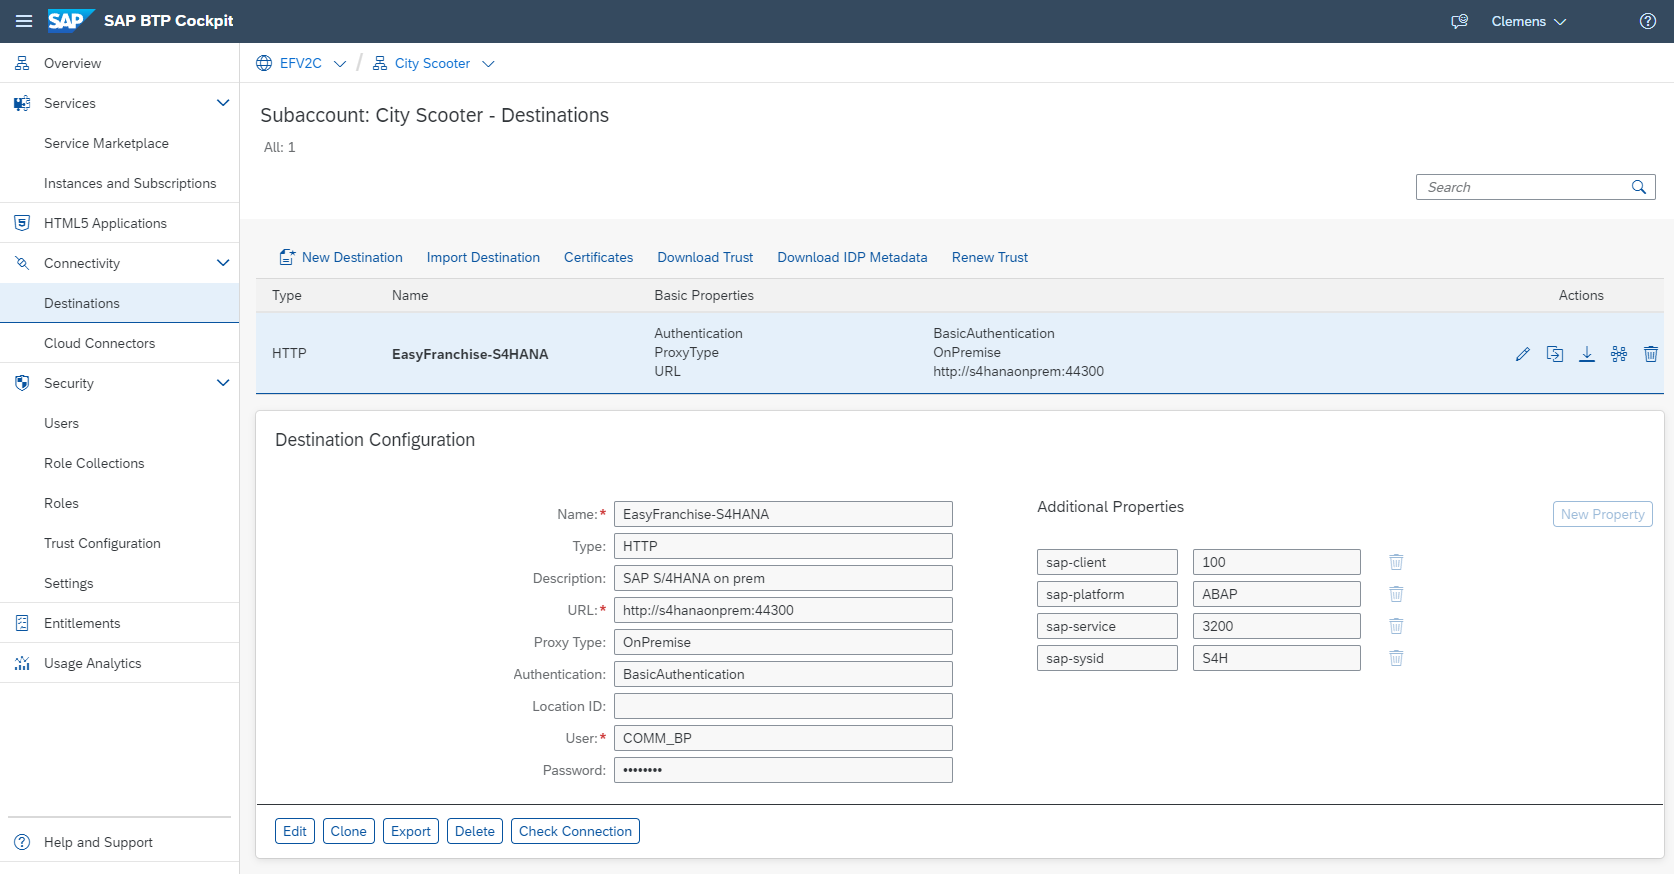 SAP SAP BTP Cockpit
Clemens
Overview
Services
Service Marketplace
Instances and Subscriptions
HTML5 Applications
Connectivity
Destinations
Cloud Connectors
Security
Users
Role Collections
Roles
Trust Configuration
Settings
Entitlements
Usage Analytics
Help and Support
EFV2C / City Scooter
Subaccount: City Scooter - Destinations
All: 1
Search
New Destination Import Destination Certificates Download Trust Download IDP Metadata Renew Trust
Type Name Basic Properties Actions
HTTP EasyFranchise-S4HANA
Authentication BasicAuthentication
ProxyType OnPremise
URL http://s4hanaonprem:44300
Destination Configuration
Name:* EasyFranchise-S4HANA
Type: HTTP
Description: SAP S/4HANA on prem
URL:* http://s4hanaonprem:44300
Proxy Type: OnPremise
Authentication: BasicAuthentication
Location ID:
User:* COMM_BP
Password: ••••••••
Additional Properties
New Property
sap-client 100
sap-platform ABAP
sap-service 3200
sap-sysid S4H
Edit Clone Export Delete Check Connection